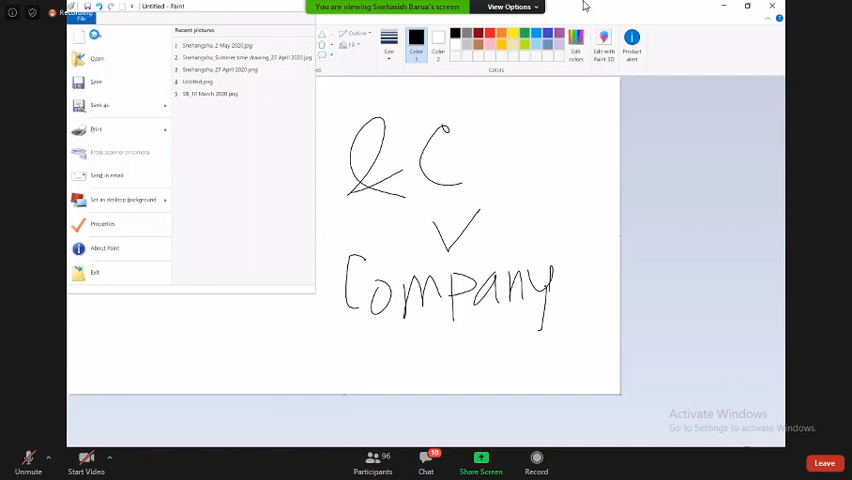 Untitled - Paint
You are viewing Snehasish Barua's screen
View Options
Recording
File
Recent pictures
1 Snehangshu_2 May 2020.jpg
Open
2 Snehangshu_Summer time drawing_27 April 2020.jpg
3 Snehangshu_27 April 2020.png
Save
4 Untitled.png
5 SB_10 March 2020.png
Save as
Print
From scanner or camera
Send in email
Set as desktop background
Properties
About Paint
Exit
Outline
Fill
Size
Color
1
Color
2
Edit
colors
Edit with
Paint 3D
Product
alert
Colors
& C
Company
Activate Windows
Go to Settings to activate Windows.
Unmute
Start Video
96
Participants
10
Chat
Share Screen
Record
Leave